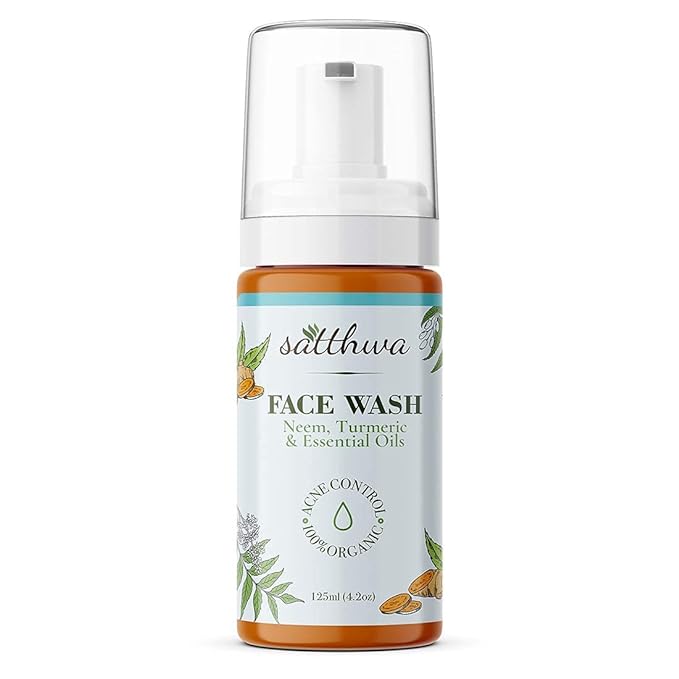 satthwa
FACE WASH
Neem, Turmeric
& Essential Oils
• ACNE CONTROL •
100% ORGANIC
125ml (4.2oz)